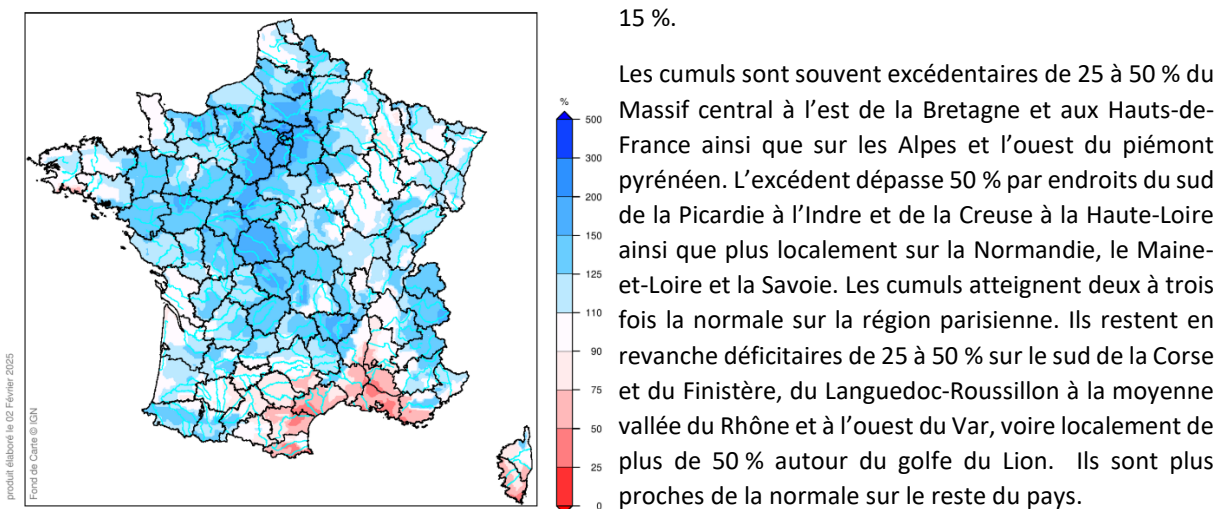 15 %.
Les cumuls sont souvent excédentaires de 25 à 50 % du
Massif central à l’est de la Bretagne et aux Hauts-de-
France ainsi que sur les Alpes et l’ouest du piémont
pyrénéen. L’excédent dépasse 50 % par endroits du sud
de la Picardie à l’Indre et de la Creuse à la Haute-Loire
ainsi que plus localement sur la Normandie, le Maine-
et-Loire et la Savoie. Les cumuls atteignent deux à trois
fois la normale sur la région parisienne. Ils restent en
revanche déficitaires de 25 à 50 % sur le sud de la Corse
et du Finistère, du Languedoc-Roussillon à la moyenne
vallée du Rhône et à l’ouest du Var, voire localement de
plus de 50 % autour du golfe du Lion. Ils sont plus
proches de la normale sur le reste du pays.
%
500
300
200
150
125
110
90
75
50
25
0
produit élaboré le 02 Février 2025
Fond de Carte © IGN